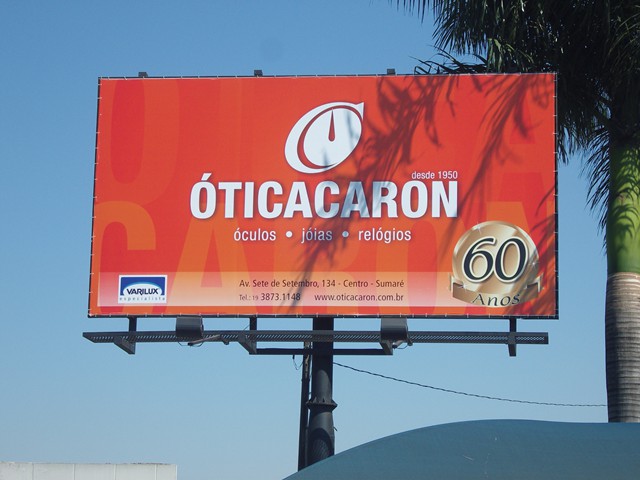 desde 1950
ÓTICACARON
óculos • jóias • relógios
60
Anos
VARILUX
especialista
Av. Sete de Setembro, 134 - Centro - Sumaré
Tel.: 19 3873.1148 www.oticacaron.com.br